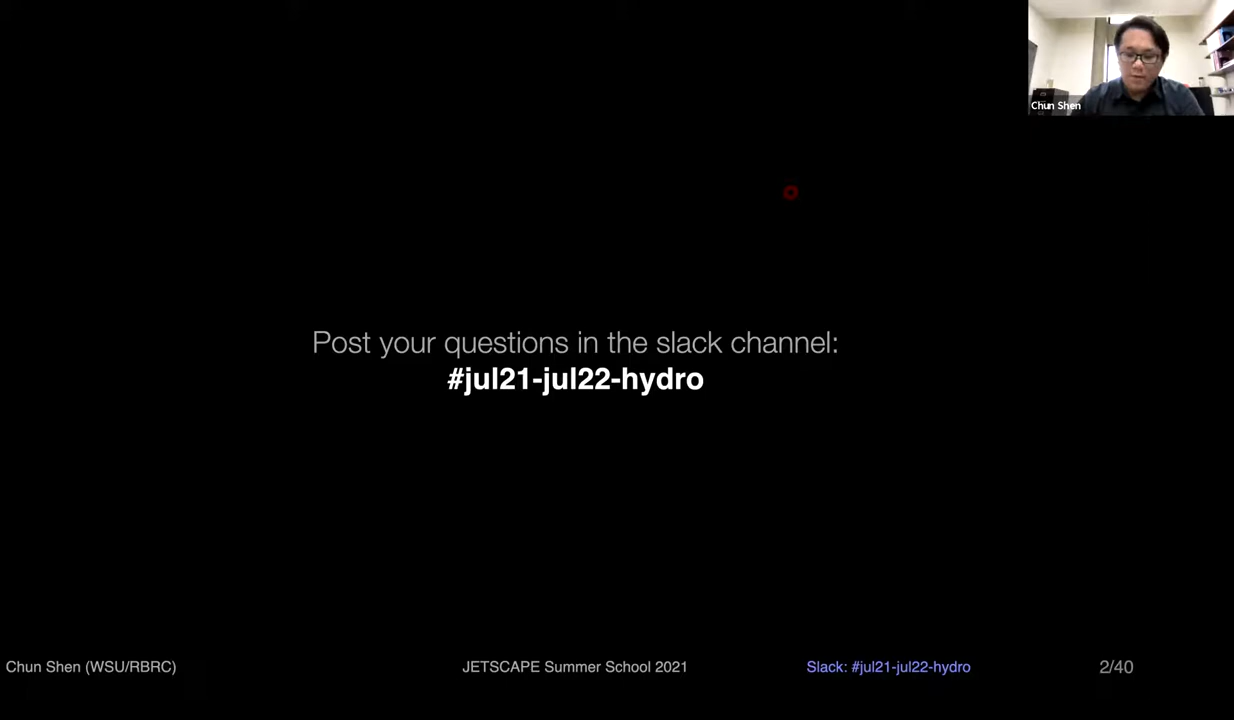 Chun Shen
Post your questions in the slack channel:
#jul21-jul22-hydro
Chun Shen (WSU/RBRC)
JETSCAPE Summer School 2021
Slack: #jul21-jul22-hydro
2/40